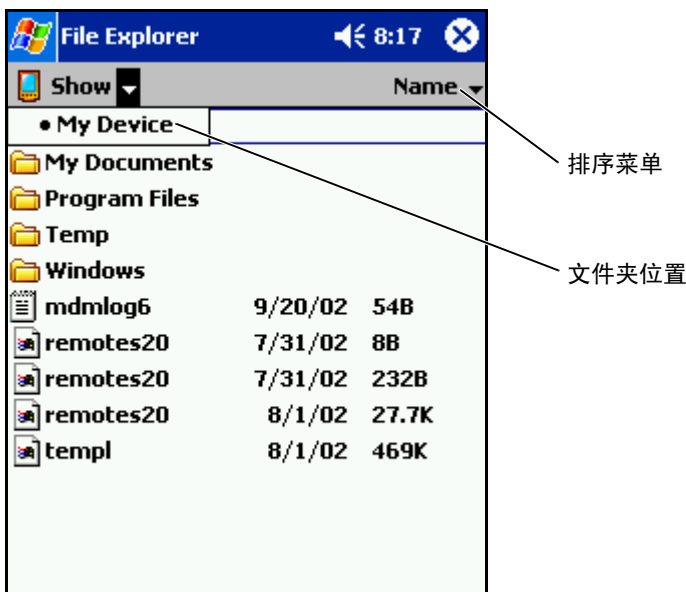 File Explorer 8:17
Show Name
• My Device
My Documents
排序菜单
Program Files
Temp
Windows
文件夹位置
mdmlog6 9/20/02 54B
remotes20 7/31/02 8B
remotes20 7/31/02 232B
remotes20 8/1/02 27.7K
templ 8/1/02 469K